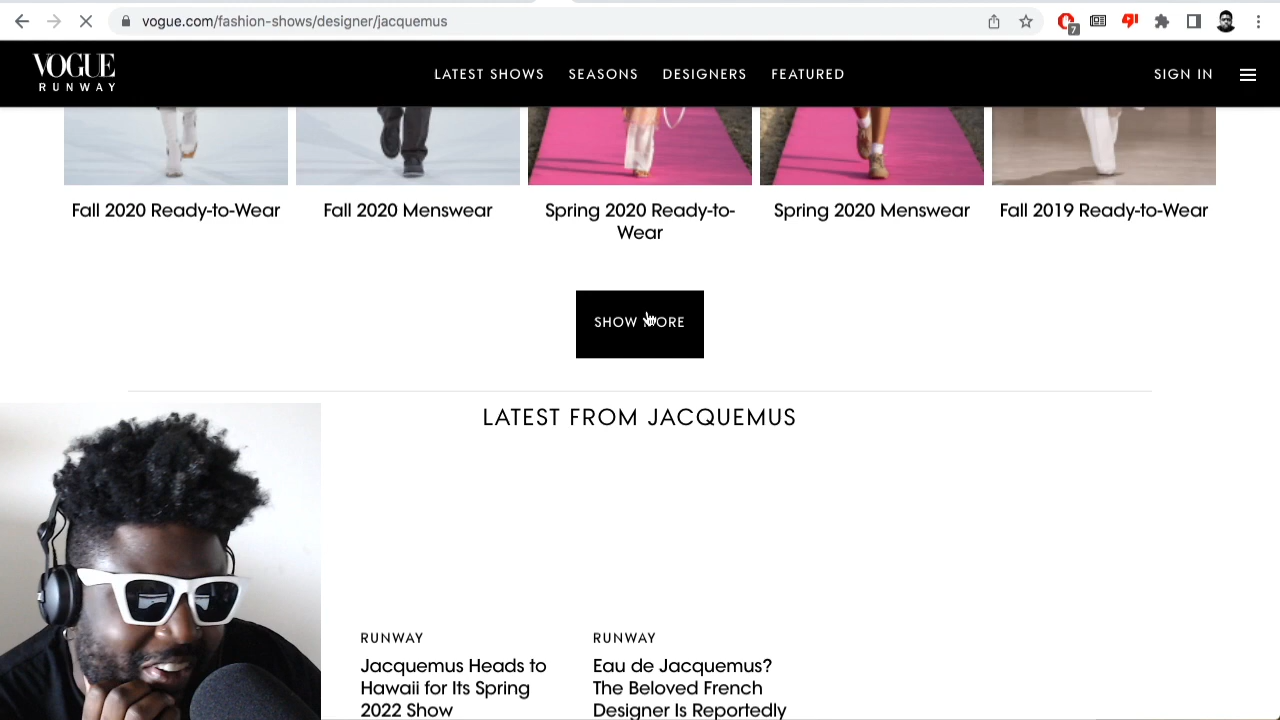 vogue.com/fashion-shows/designer/jacquemus
7
VOGUE
RUNWAY
LATEST SHOWS
SEASONS
DESIGNERS
FEATURED
SIGN IN
Fall 2020 Ready-to-Wear
Fall 2020 Menswear
Spring 2020 Ready-to-
Wear
Spring 2020 Menswear
Fall 2019 Ready-to-Wear
SHOW MORE
LATEST FROM JACQUEMUS
RUNWAY
Jacquemus Heads to
Hawaii for Its Spring
2022 Show
RUNWAY
Eau de Jacquemus?
The Beloved French
Designer Is Reportedly